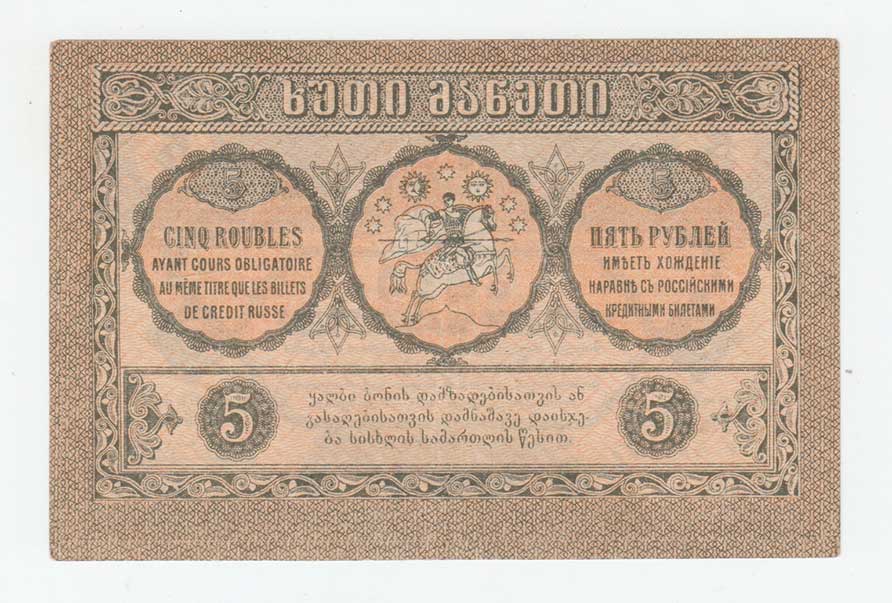 ხუთი მანეთი
5
CINQ ROUBLES
AYANT COURS OBLIGATOIRE
AU MÊME TITRE QUE LES BILLETS
DE CREDIT RUSSE
5
ПЯТЬ РУБЛЕЙ
ИМѢЕТЪ ХОЖДЕНІЕ
НАРАВНѢ СЪ РОССІЙСКИМИ
КРЕДИТНЫМИ БИЛЕТАМИ
5
ყალბი ბონის დამზადებისათვის ან
გასაღებისათვის დამნაშავე დაისჯე-
ბა სისხლის სამართლის წესით.
5